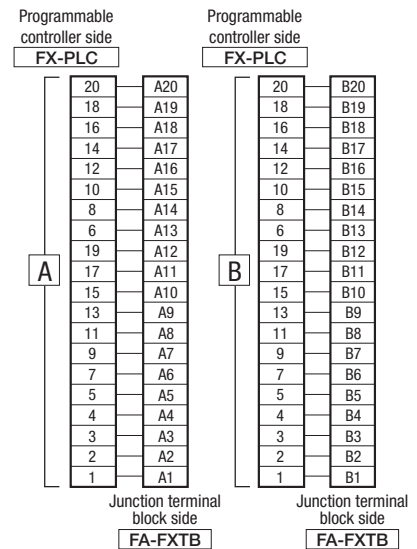 Programmable
controller side
FX-PLC
A
20 A20
18 A19
16 A18
14 A17
12 A16
10 A15
8 A14
6 A13
19 A12
17 A11
15 A10
13 A9
11 A8
9 A7
7 A6
5 A5
4 A4
3 A3
2 A2
1 A1
Junction terminal
block side
FA-FXTB
Programmable
controller side
FX-PLC
B
20 B20
18 B19
16 B18
14 B17
12 B16
10 B15
8 B14
6 B13
19 B12
17 B11
15 B10
13 B9
11 B8
9 B7
7 B6
5 B5
4 B4
3 B3
2 B2
1 B1
Junction terminal
block side
FA-FXTB